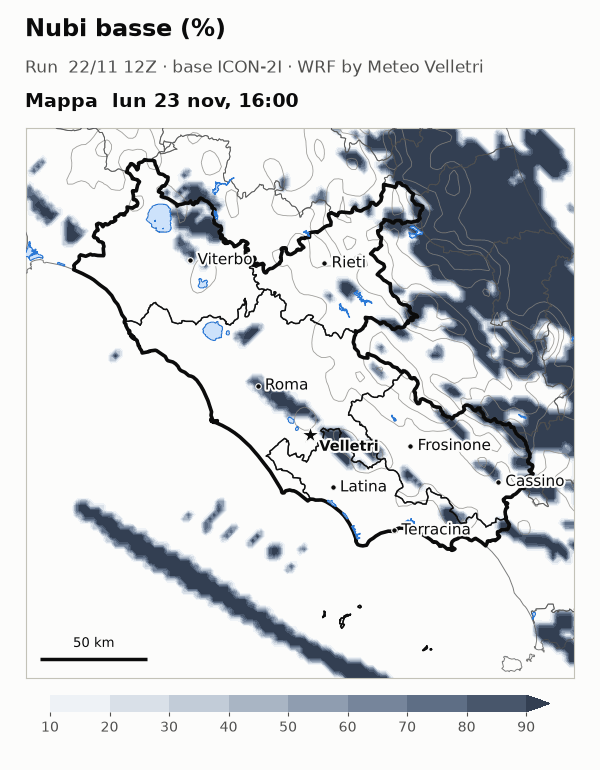 Nubi basse (%)
Run  22/11 12Z · base ICON-2I · WRF by Meteo Velletri
Mappa  lun 23 nov, 16:00
Viterbo
Rieti
Roma
Velletri
Frosinone
Cassino
Latina
Terracina
50 km
10 20 30 40 50 60 70 80 90